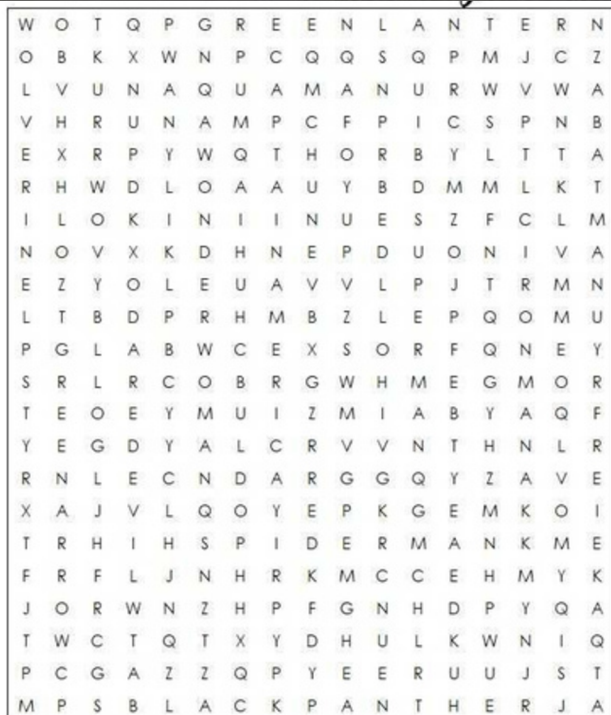 W O T Q P G R E E N L A N T E R N
O B K X W N P C Q Q S Q P M J C Z
L V U N A Q U A M A N U R W V W A
V H R U N A M P C F P I C S P N B
E X R P Y W Q T H O R B Y L T T A
R H W D L O A A U Y B D M M L K T
I L O K I N I I N U E S Z F C L M
N O V X K D H N E P D U O N I V A
E Z Y O L E U A V V L P J T R M N
L T B D P R H M B Z L E P Q O M U
P G L A B W C E X S O R F Q N E Y
S R L R C O B R G W H M E G M O R
T E O E Y M U I Z M I A B Y A Q F
Y E G D Y A L C R V V N T H N L R
R N L E C N D A R G G Q Y Z A V E
X A J V L Q O Y E P K G E M K O I
T R H I H S P I D E R M A N K M E
F R F L J N H R K M C C E H M Y K
J O R W N Z H P F G N H D P Y Q A
T W C T Q T X Y D H U L K W N I Q
P C G A Z Z Q P Y E E R U U J S T
M P S B L A C K P A N T H E R J A